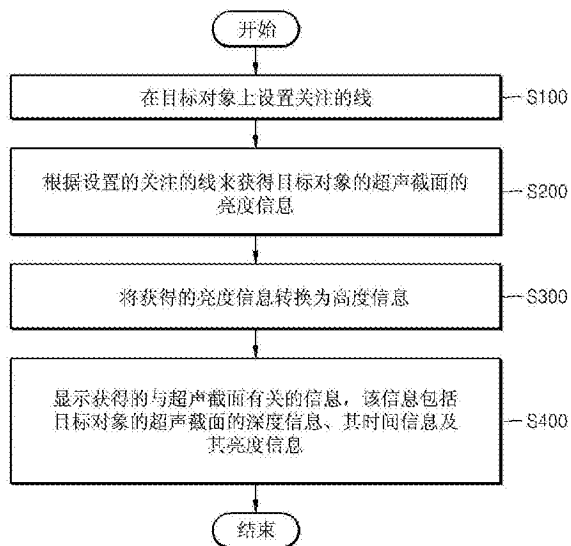 开始
在目标对象上设置关注的线
S100
根据设置的关注的线来获得目标对象的超声截面的
亮度信息
S200
将获得的亮度信息转换为高度信息
S300
显示获得的与超声截面有关的信息，该信息包括
目标对象的超声截面的深度信息、其时间信息及
其亮度信息
S400
结束